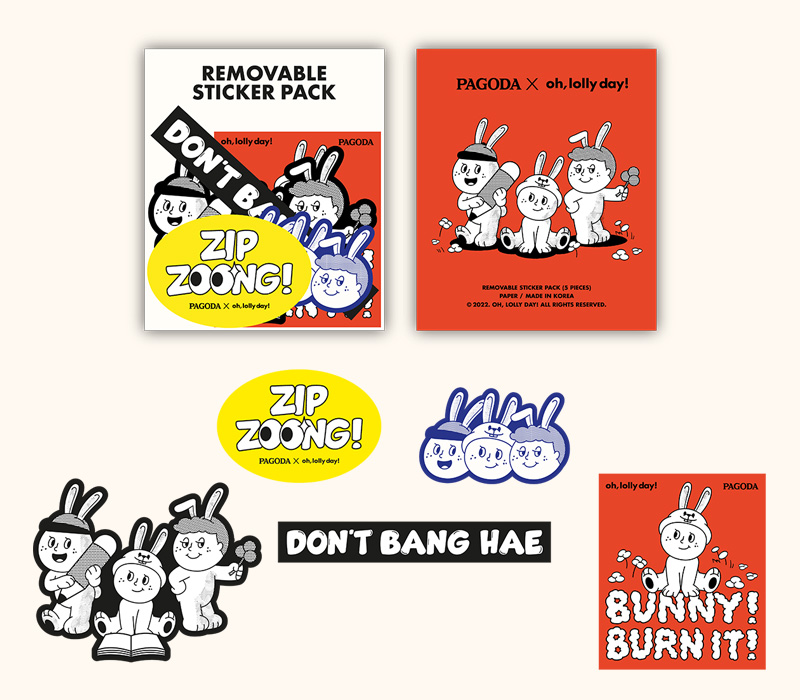 REMOVABLE
STICKER PACK
oh, lolly day!
PAGODA
DON'T B
ZIP
ZOONG!
PAGODA X oh, lolly day!
PAGODA X oh, lolly day!
REMOVABLE STICKER PACK (5 PIECES)
PAPER / MADE IN KOREA
© 2022. OH, LOLLY DAY! ALL RIGHTS RESERVED.
ZIP
ZOONG!
PAGODA X oh, lolly day!
DON'T BANG HAE
oh, lolly day!
PAGODA
BUNNY!
BURN IT!